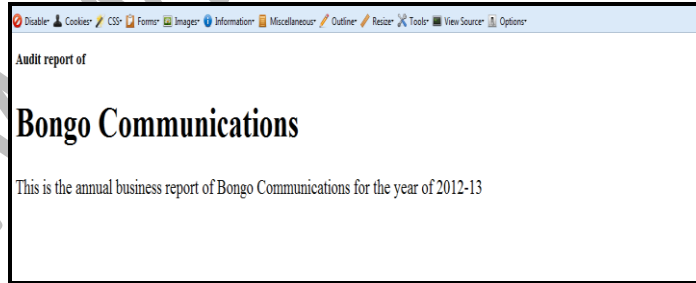 Disable Cookies CSS Forms Images Information Miscellaneous Outline Resize Tools View Source Options
Audit report of
Bongo Communications
This is the annual business report of Bongo Communications for the year of 2012-13